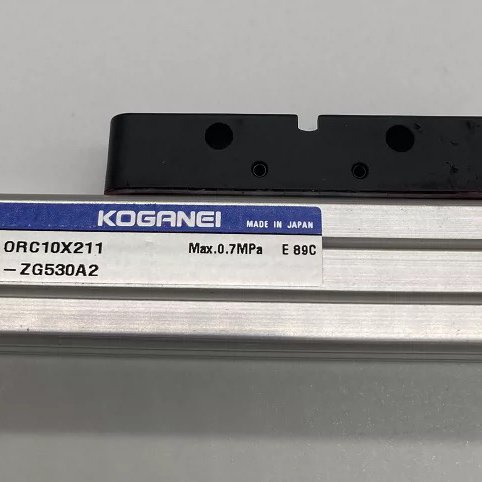 KOGANEI MADE IN JAPAN
ORC10X211 Max.0.7MPa E 89C
-ZG530A2